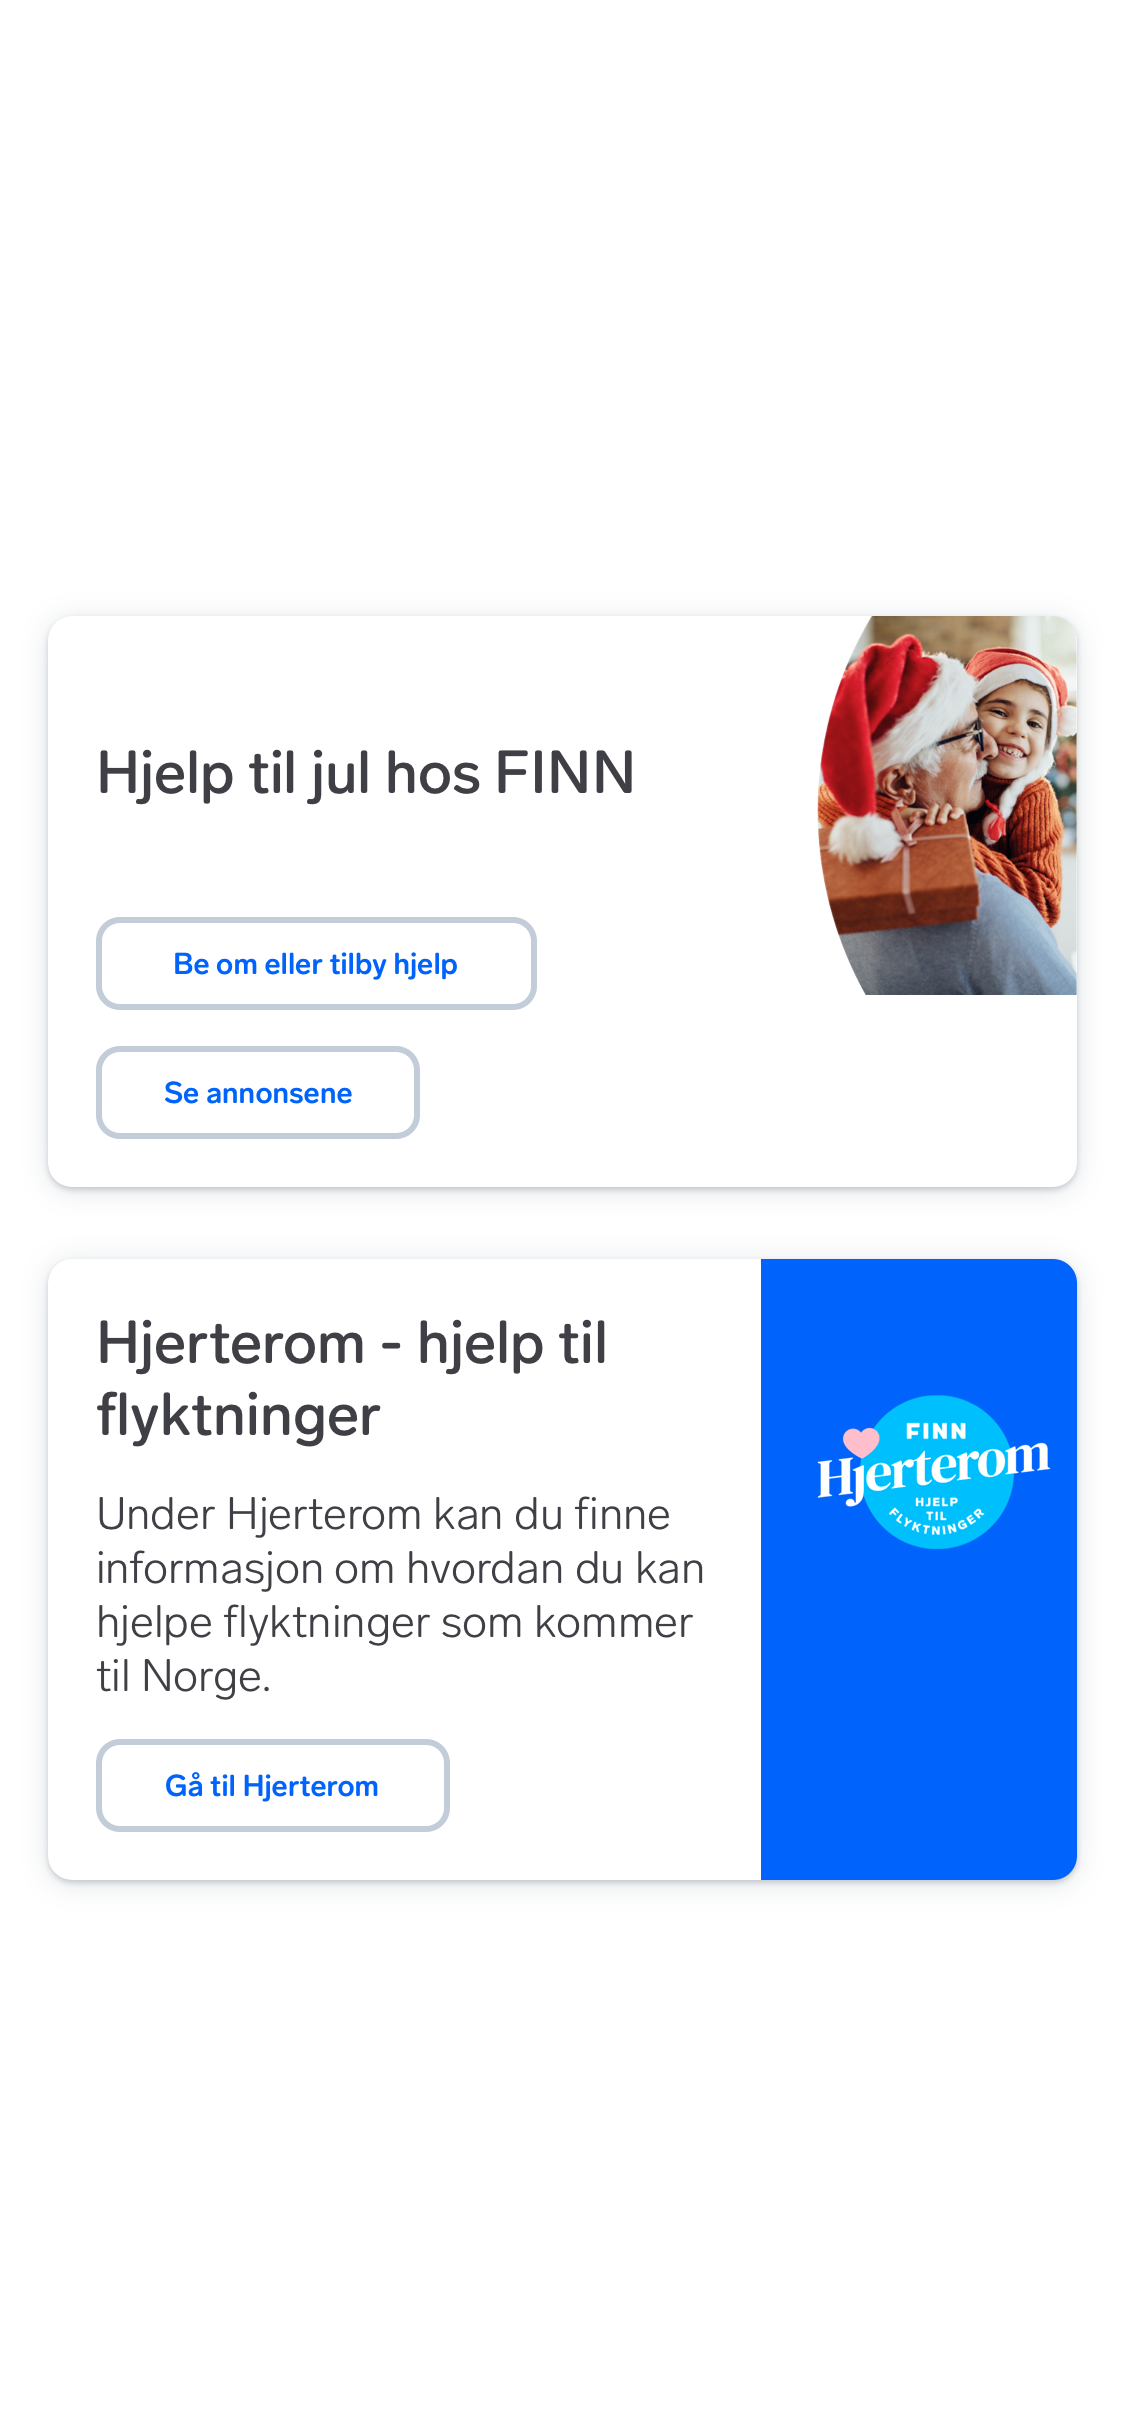 Hjelp til jul hos FINN
Be om eller tilby hjelp
Se annonsene
Hjerterom - hjelp til
flyktninger
Under Hjerterom kan du finne
informasjon om hvordan du kan
hjelpe flyktninger som kommer
til Norge.
Gå til Hjerterom
FINN
Hjerterom
HJELP
TIL
FLYKTNINGER